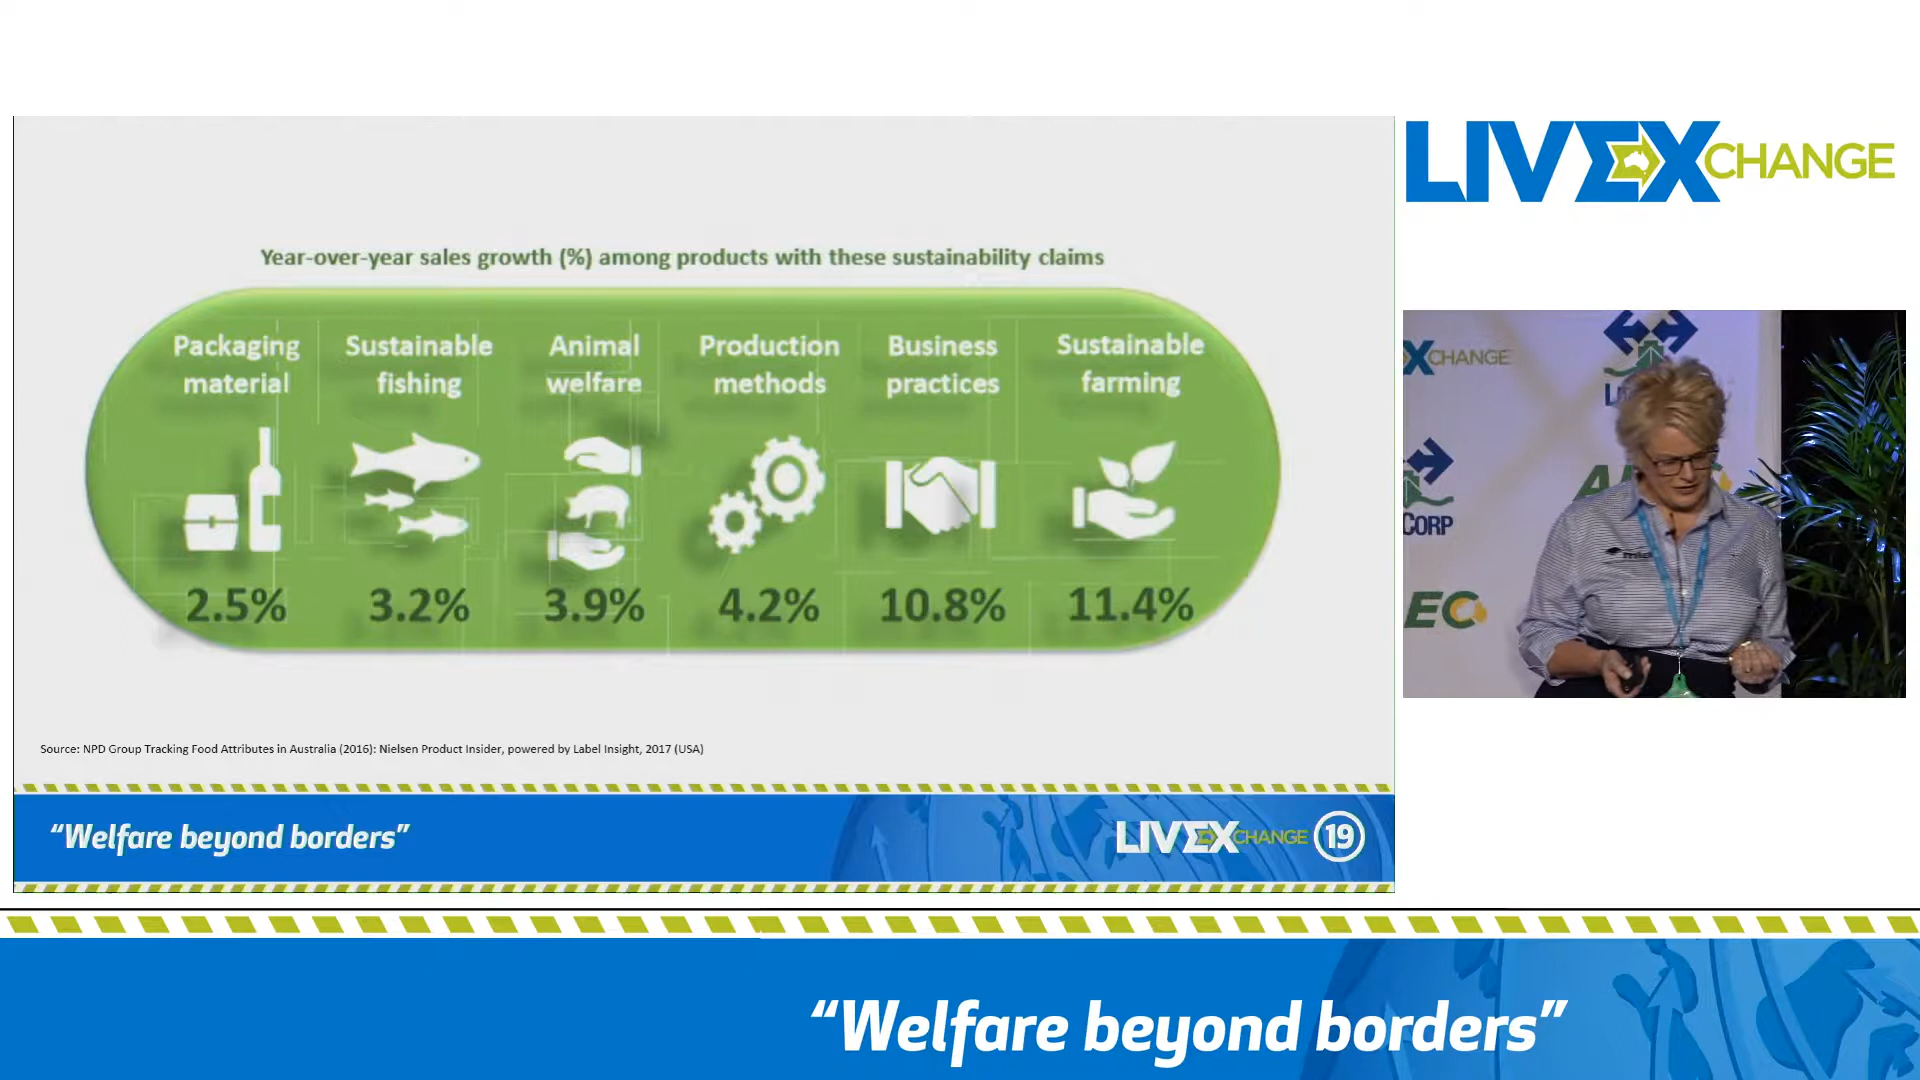 LIVEXCHANGE
Year-over-year sales growth (%) among products with these sustainability claims
Packaging material
Sustainable fishing
Animal welfare
Production methods
Business practices
Sustainable farming
2.5%
3.2%
3.9%
4.2%
10.8%
11.4%
Source: NPD Group Tracking Food Attributes in Australia (2016): Nielsen Product Insider, powered by Label Insight, 2017 (USA)
“Welfare beyond borders”
LIVEXCHANGE 19
XCHANGE
CORP
EC
“Welfare beyond borders”